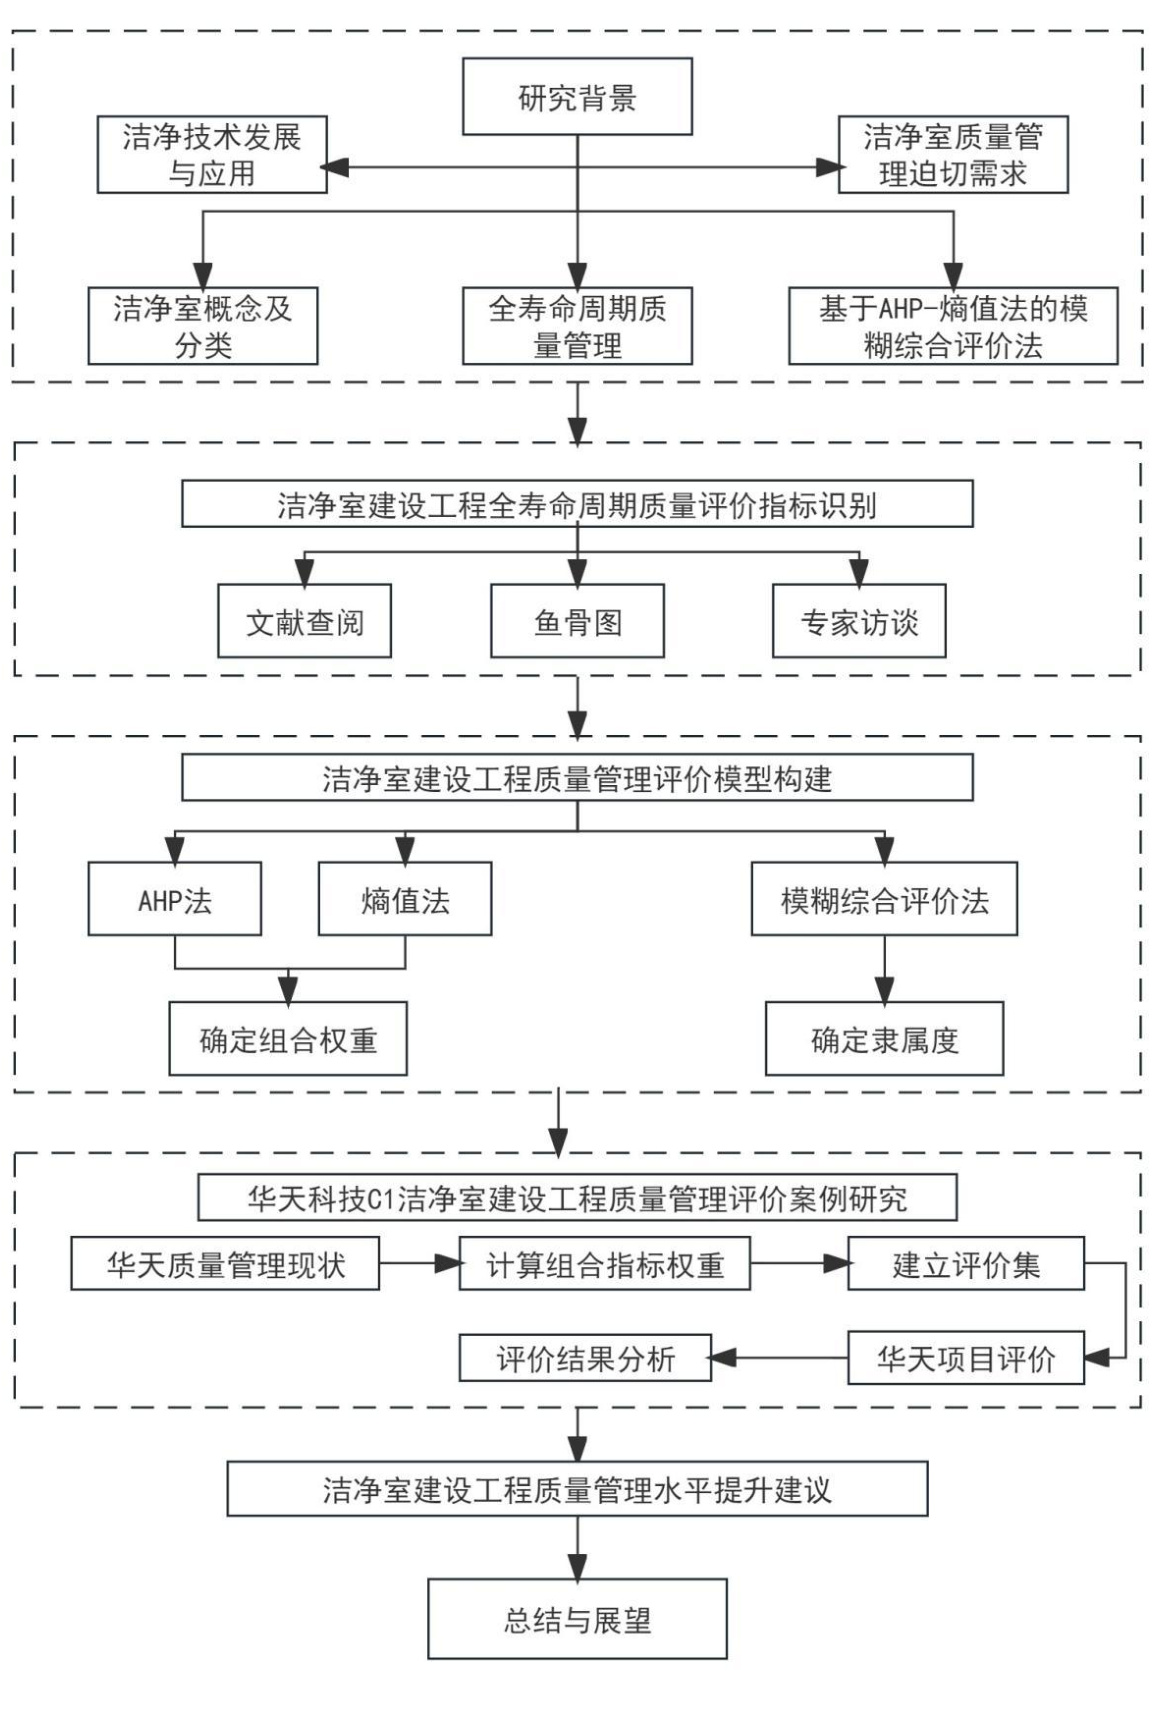 研究背景
洁净技术发展
与应用
洁净室质量管
理迫切需求
洁净室概念及
分类
全寿命周期质
量管理
基于AHP-熵值法的模
糊综合评价法
洁净室建设工程全寿命周期质量评价指标识别
文献查阅
鱼骨图
专家访谈
洁净室建设工程质量管理评价模型构建
AHP法
熵值法
模糊综合评价法
确定组合权重
确定隶属度
华天科技C1洁净室建设工程质量管理评价案例研究
华天质量管理现状
计算组合指标权重
建立评价集
评价结果分析
华天项目评价
洁净室建设工程质量管理水平提升建议
总结与展望